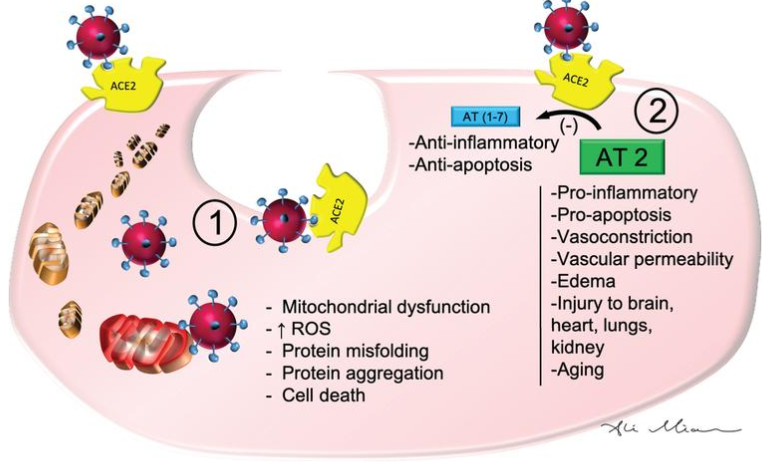 ACE2
ACE2
AT (1-7)
(-)
2
-Anti-inflammatory
-Anti-apoptosis
AT 2
-Pro-inflammatory
-Pro-apoptosis
-Vasoconstriction
-Vascular permeability
-Edema
-Injury to brain,
heart, lungs,
kidney
-Aging
1
ACE2
- Mitochondrial dysfunction
- ↑ ROS
- Protein misfolding
- Protein aggregation
- Cell death